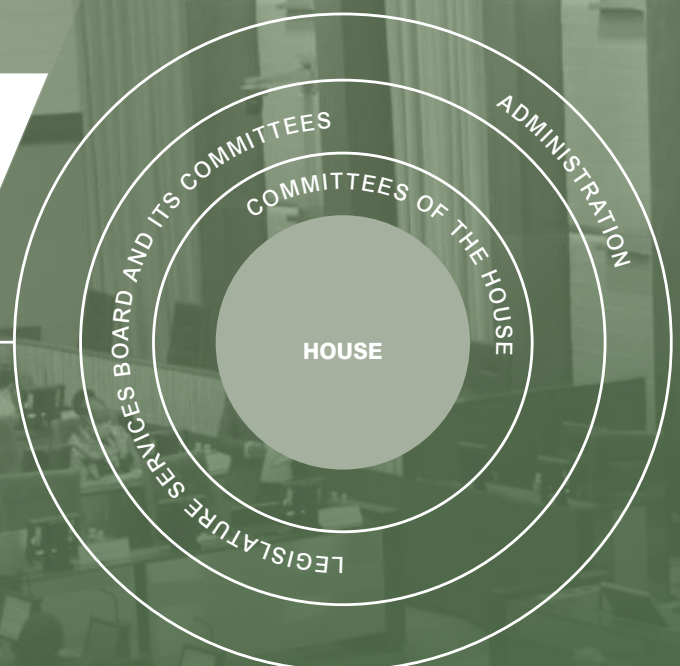 ADMINISTRATION
LEGISLATURE SERVICES BOARD AND ITS COMMITTEES
COMMITTEES OF THE HOUSE
HOUSE